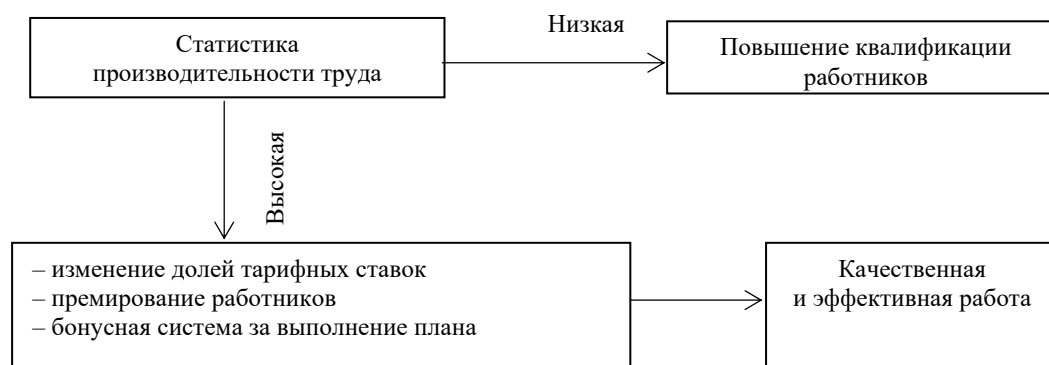 Статистика
производительности труда
Низкая
Повышение квалификации
работников
Высокая
– изменение долей тарифных ставок
– премирование работников
– бонусная система за выполнение плана
Качественная
и эффективная работа